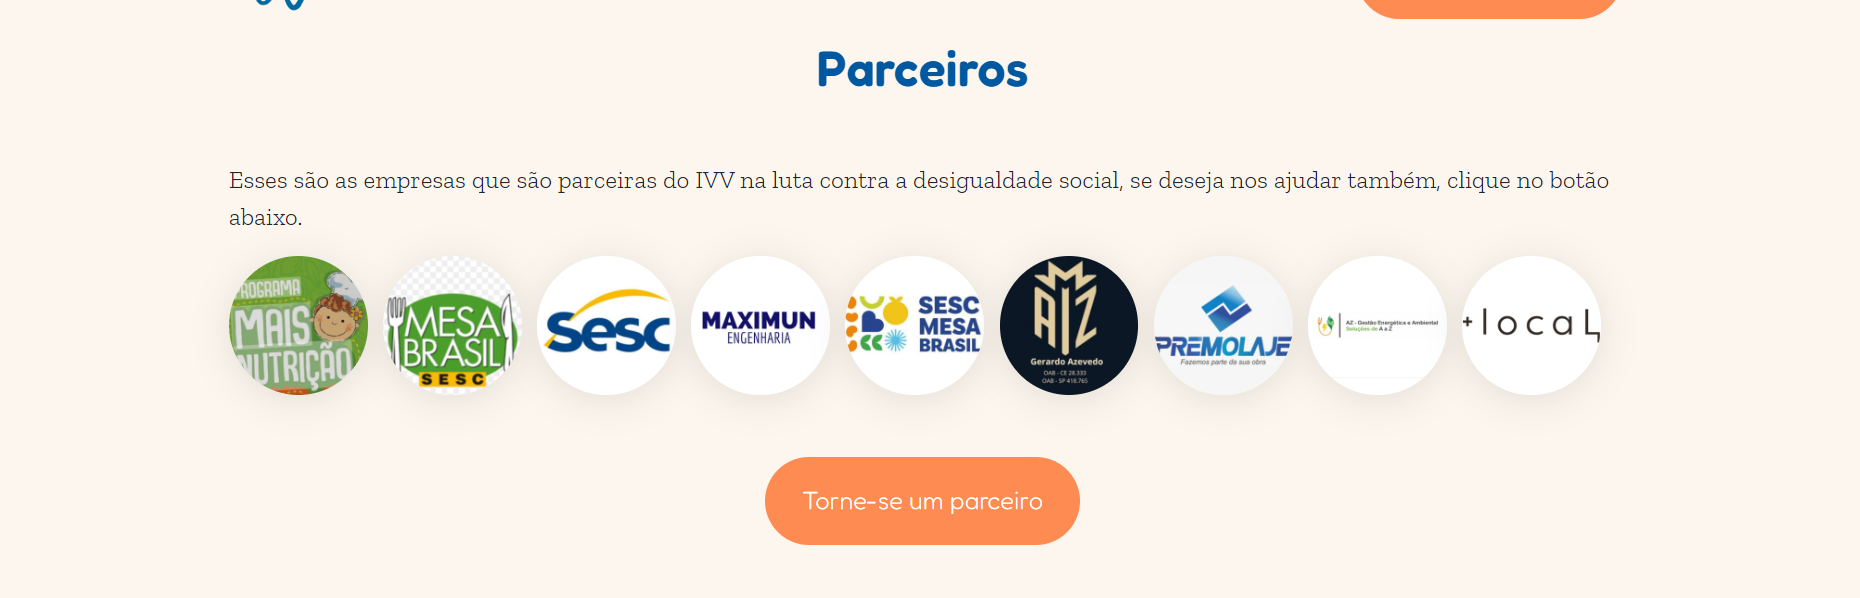 Parceiros
Esses são as empresas que são parceiras do IVV na luta contra a desigualdade social, se deseja nos ajudar também, clique no botão
abaixo.
PROGRAMA
MAIS
NUTRIÇÃO
MESA
BRASIL
SESC
Sesc
MAXIMUN
ENGENHARIA
SESC
MESA
BRASIL
AMZ
Gerardo Azevedo
OAB - CE 28.333
OAB - SP 418.765
PREMOLAJE
Fazemos parte da sua obra
AZ - Gestão Energética e Ambiental
Soluções de A a Z
+locaL
Torne-se um parceiro